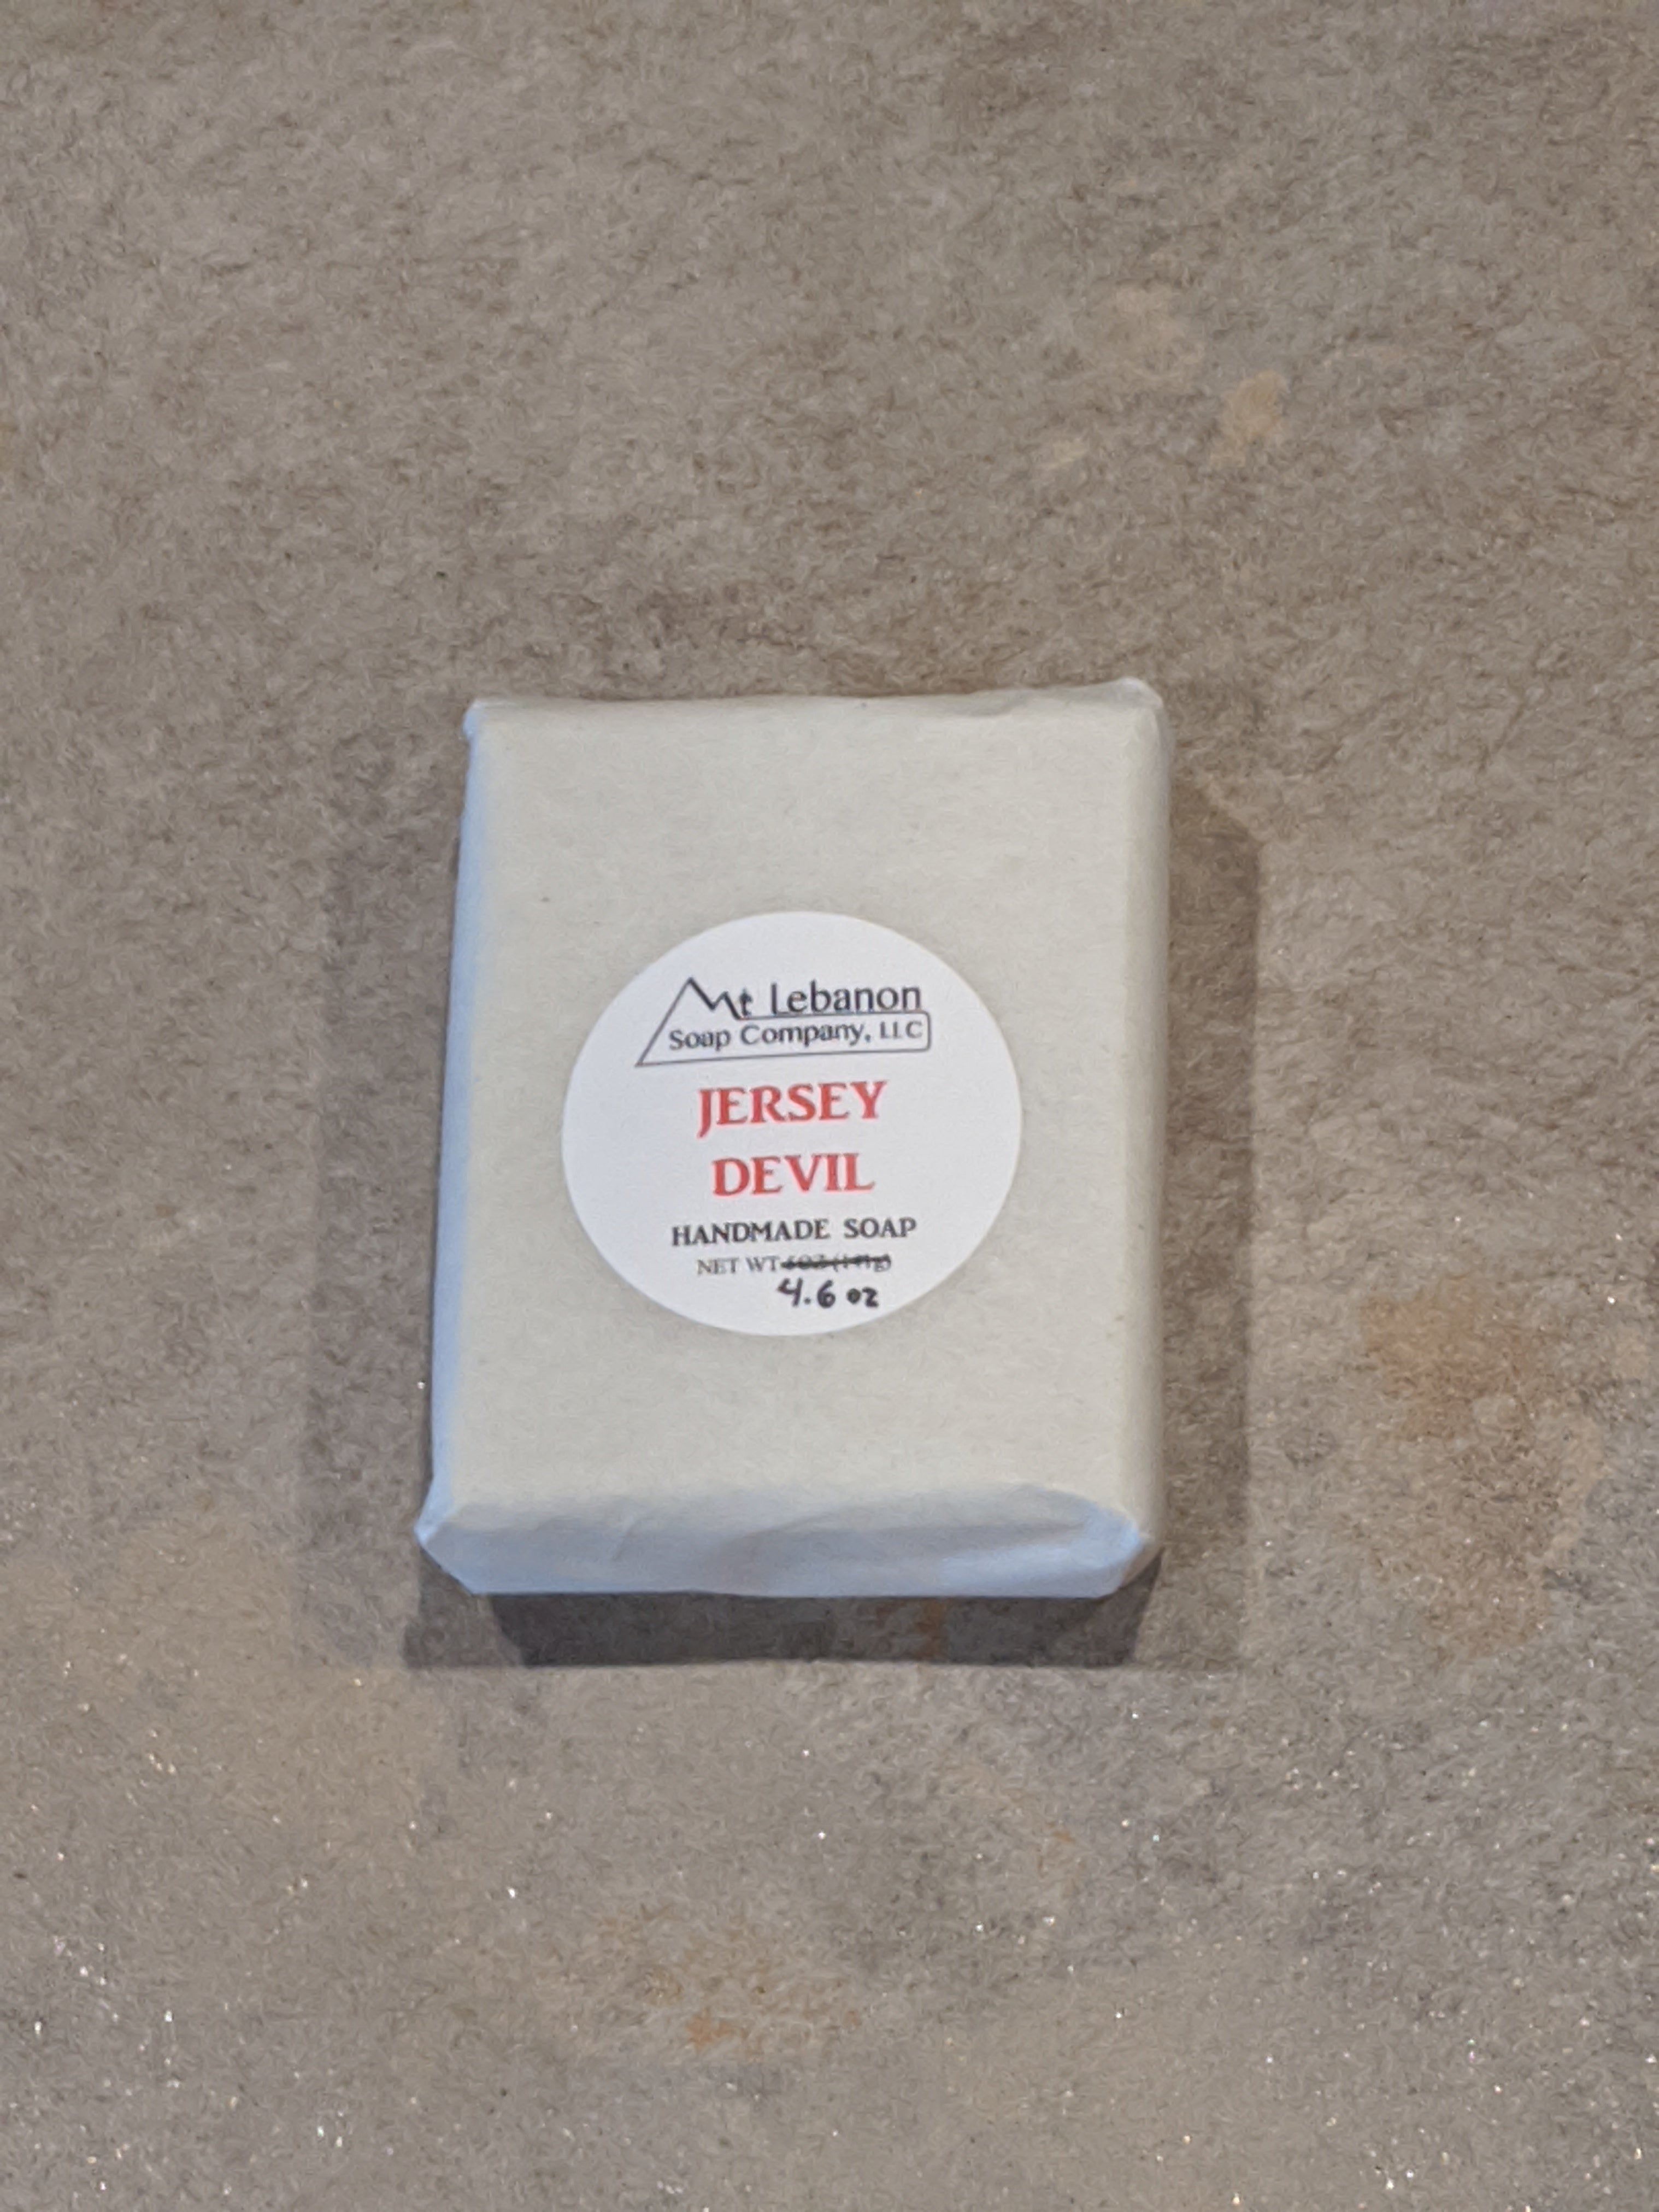 Mt Lebanon
Soap Company, LLC
JERSEY
DEVIL
HANDMADE SOAP
NET WT
4.6 oz